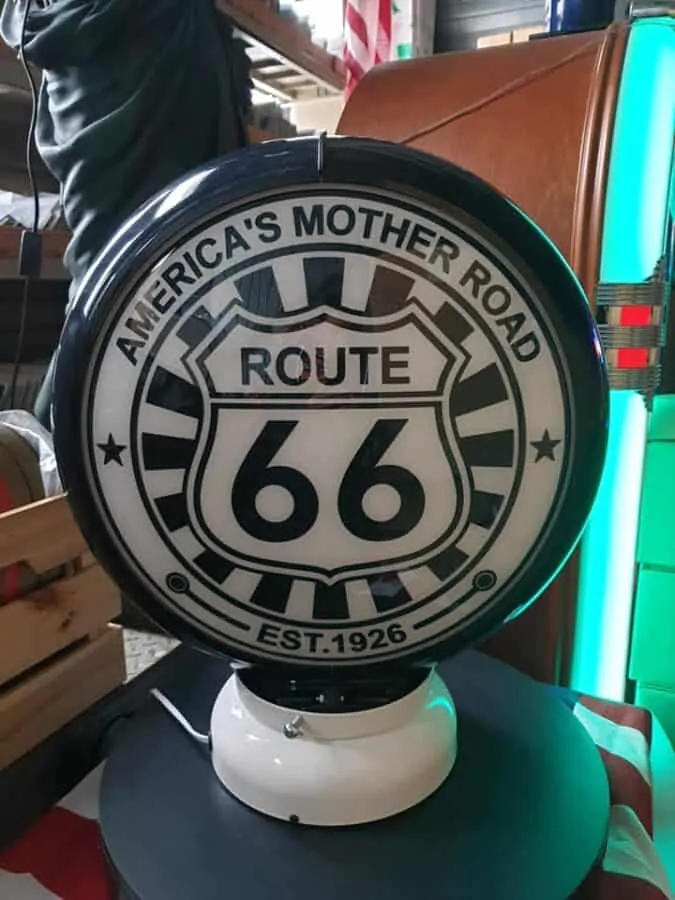 AMERICA'S MOTHER ROAD
ROUTE
66
EST.1926